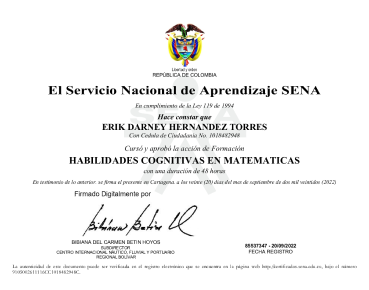 Libertad y orden
REPÚBLICA DE COLOMBIA
El Servicio Nacional de Aprendizaje SENA
En cumplimiento de la Ley 119 de 1994
Hace constar que
ERIK DARNEY HERNANDEZ TORRES
Con Cedula de Ciudadanía No. 1018482948
Cursó y aprobó la acción de Formación
HABILIDADES COGNITIVAS EN MATEMATICAS
con una duración de 48 horas
En testimonio de lo anterior, se firma el presente en Cartagena, a los veinte (20) días del mes de septiembre de dos mil veintidós (2022)
Firmado Digitalmente por
BIBIANA DEL CARMEN BETIN HOYOS
SUBDIRECTOR
CENTRO INTERNACIONAL NÁUTICO, FLUVIAL Y PORTUARIO
REGIONAL BOLÍVAR
85537347 - 20/09/2022
FECHA REGISTRO
La autenticidad de este documento puede ser verificada en el registro electrónico que se encuentra en la página web http://certificados.sena.edu.co, bajo el número